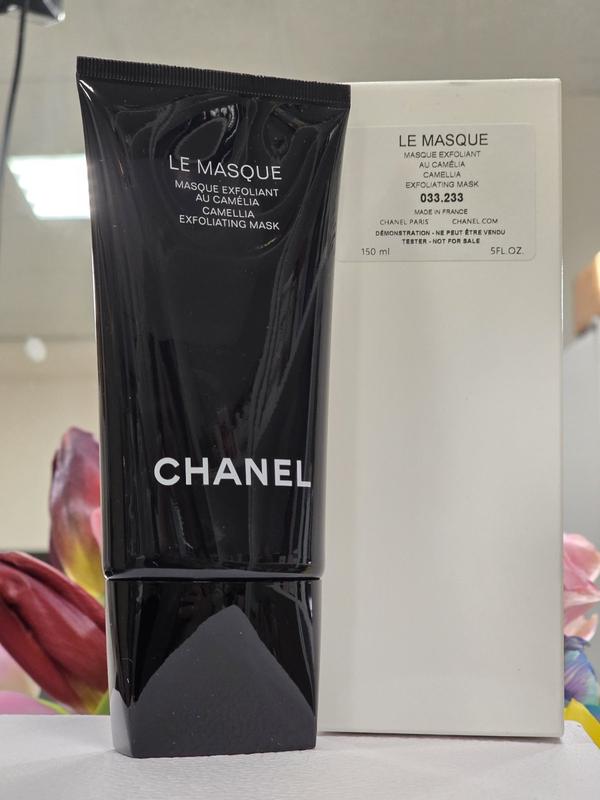 LE MASQUE
MASQUE EXFOLIANT
AU CAMÉLIA
CAMELLIA
EXFOLIATING MASK
CHANEL
LE MASQUE
MASQUE EXFOLIANT
AU CAMÉLIA
CAMELLIA
EXFOLIATING MASK
033.233
MADE IN FRANCE
CHANEL PARIS CHANEL.COM
DÉMONSTRATION - NE PEUT ÊTRE VENDU
TESTER - NOT FOR SALE
150 ml 5FL.OZ.